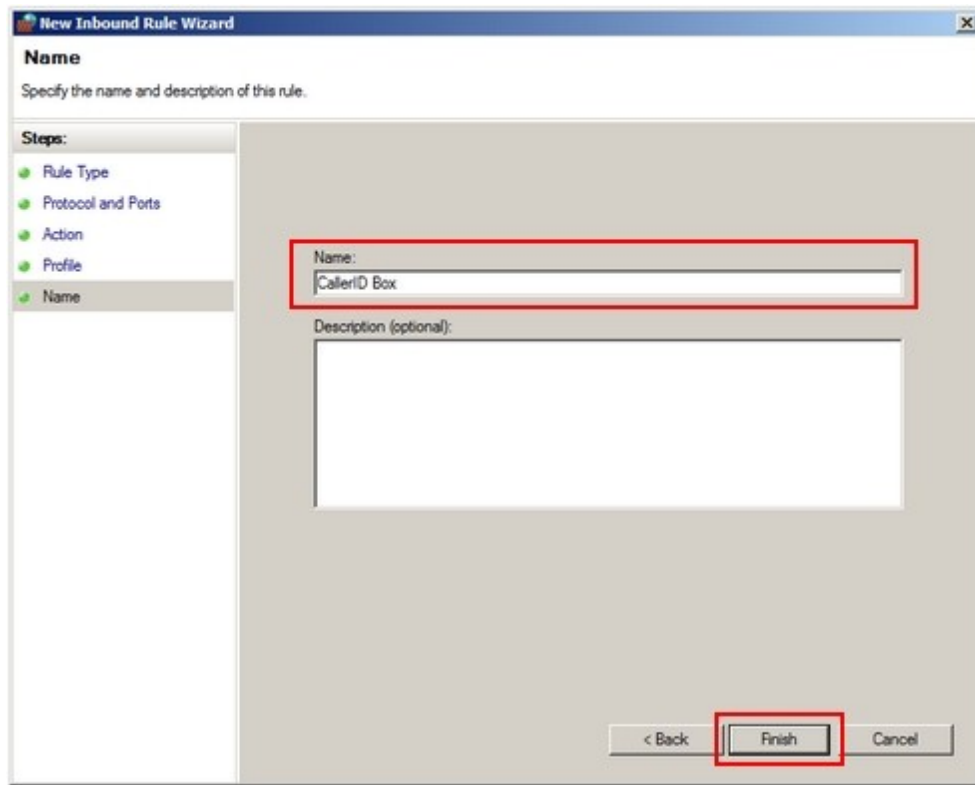 New Inbound Rule Wizard
Name
Specify the name and description of this rule.
Steps:
Rule Type
Protocol and Ports
Action
Profile
Name
Name:
CallerID Box
Description (optional):
< Back
Finish
Cancel